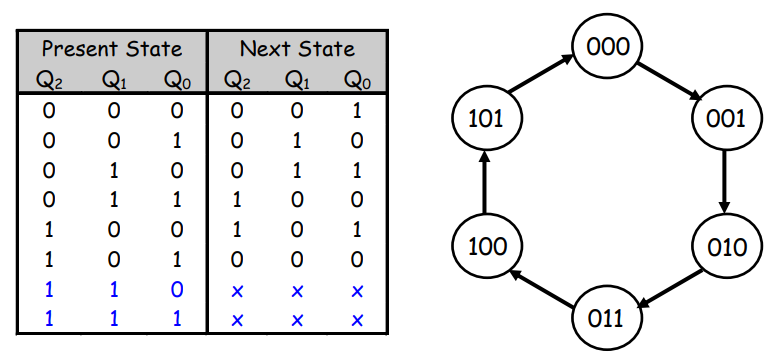 Present State Next State
Q2 Q1 Q0 Q2 Q1 Q0
0 0 0 0 0 1
0 0 1 0 1 0
0 1 0 0 1 1
0 1 1 1 0 0
1 0 0 1 0 1
1 0 1 0 0 0
1 1 0 x x x
1 1 1 x x x
000
101 001
100 010
011